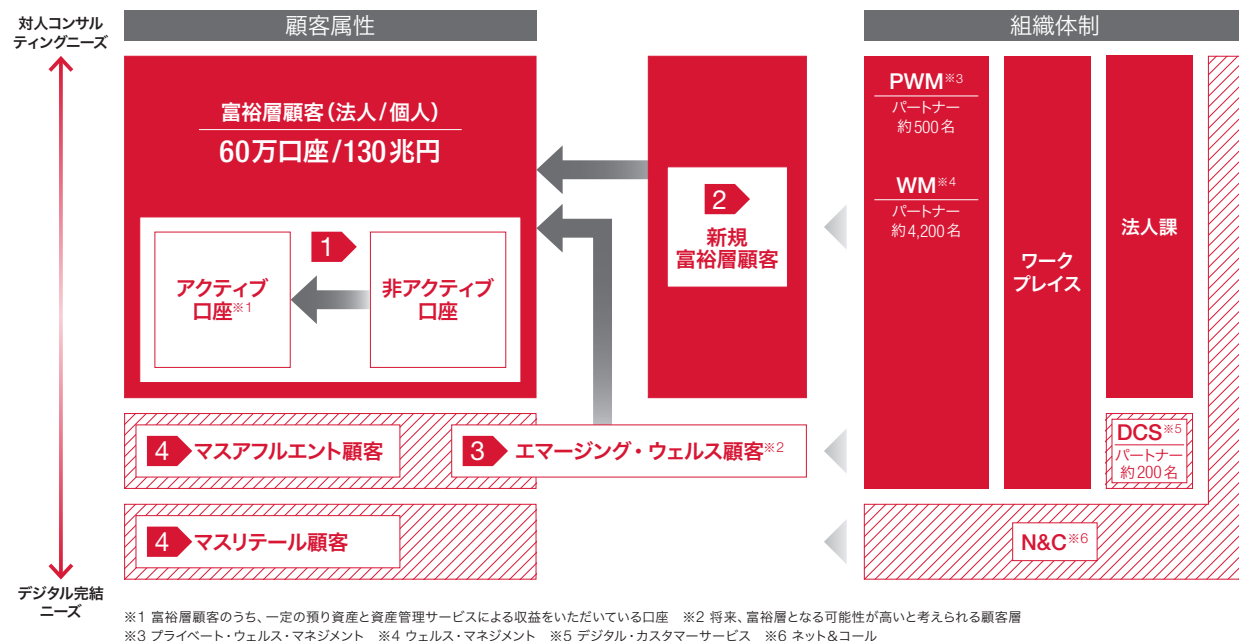 対人コンサル
ティングニーズ
顧客属性
組織体制
富裕層顧客（法人/個人）
60万口座/130兆円
1
アクティブ
口座※1
非アクティブ
口座
2
新規
富裕層顧客
PWM※3
パートナー
約500名
WM※4
パートナー
約4,200名
ワーク
プレイス
法人課
4 マスアフルエント顧客
3 エマージング・ウェルス顧客※2
DCS※5
パートナー
約200名
4 マスリテール顧客
N&C※6
デジタル完結
ニーズ
※1 富裕層顧客のうち、一定の預り資産と資産管理サービスによる収益をいただいている口座 ※2 将来、富裕層となる可能性が高いと考えられる顧客層
※3 プライベート・ウェルス・マネジメント ※4 ウェルス・マネジメント ※5 デジタル・カスタマーサービス ※6 ネット&コール